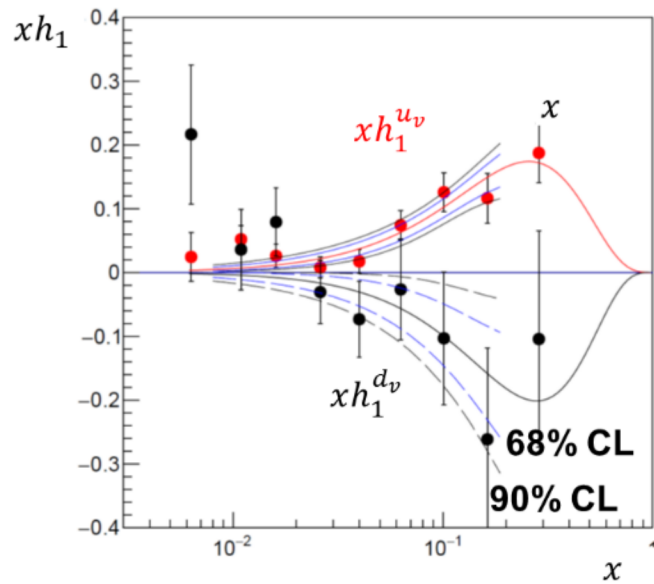 xh₁
0.4
0.3
0.2
0.1
0
−0.1
−0.2
−0.3
−0.4
xh₁ᵘᵛ
x
xh₁ᵈᵛ
68% CL
90% CL
10⁻²
10⁻¹
1
x